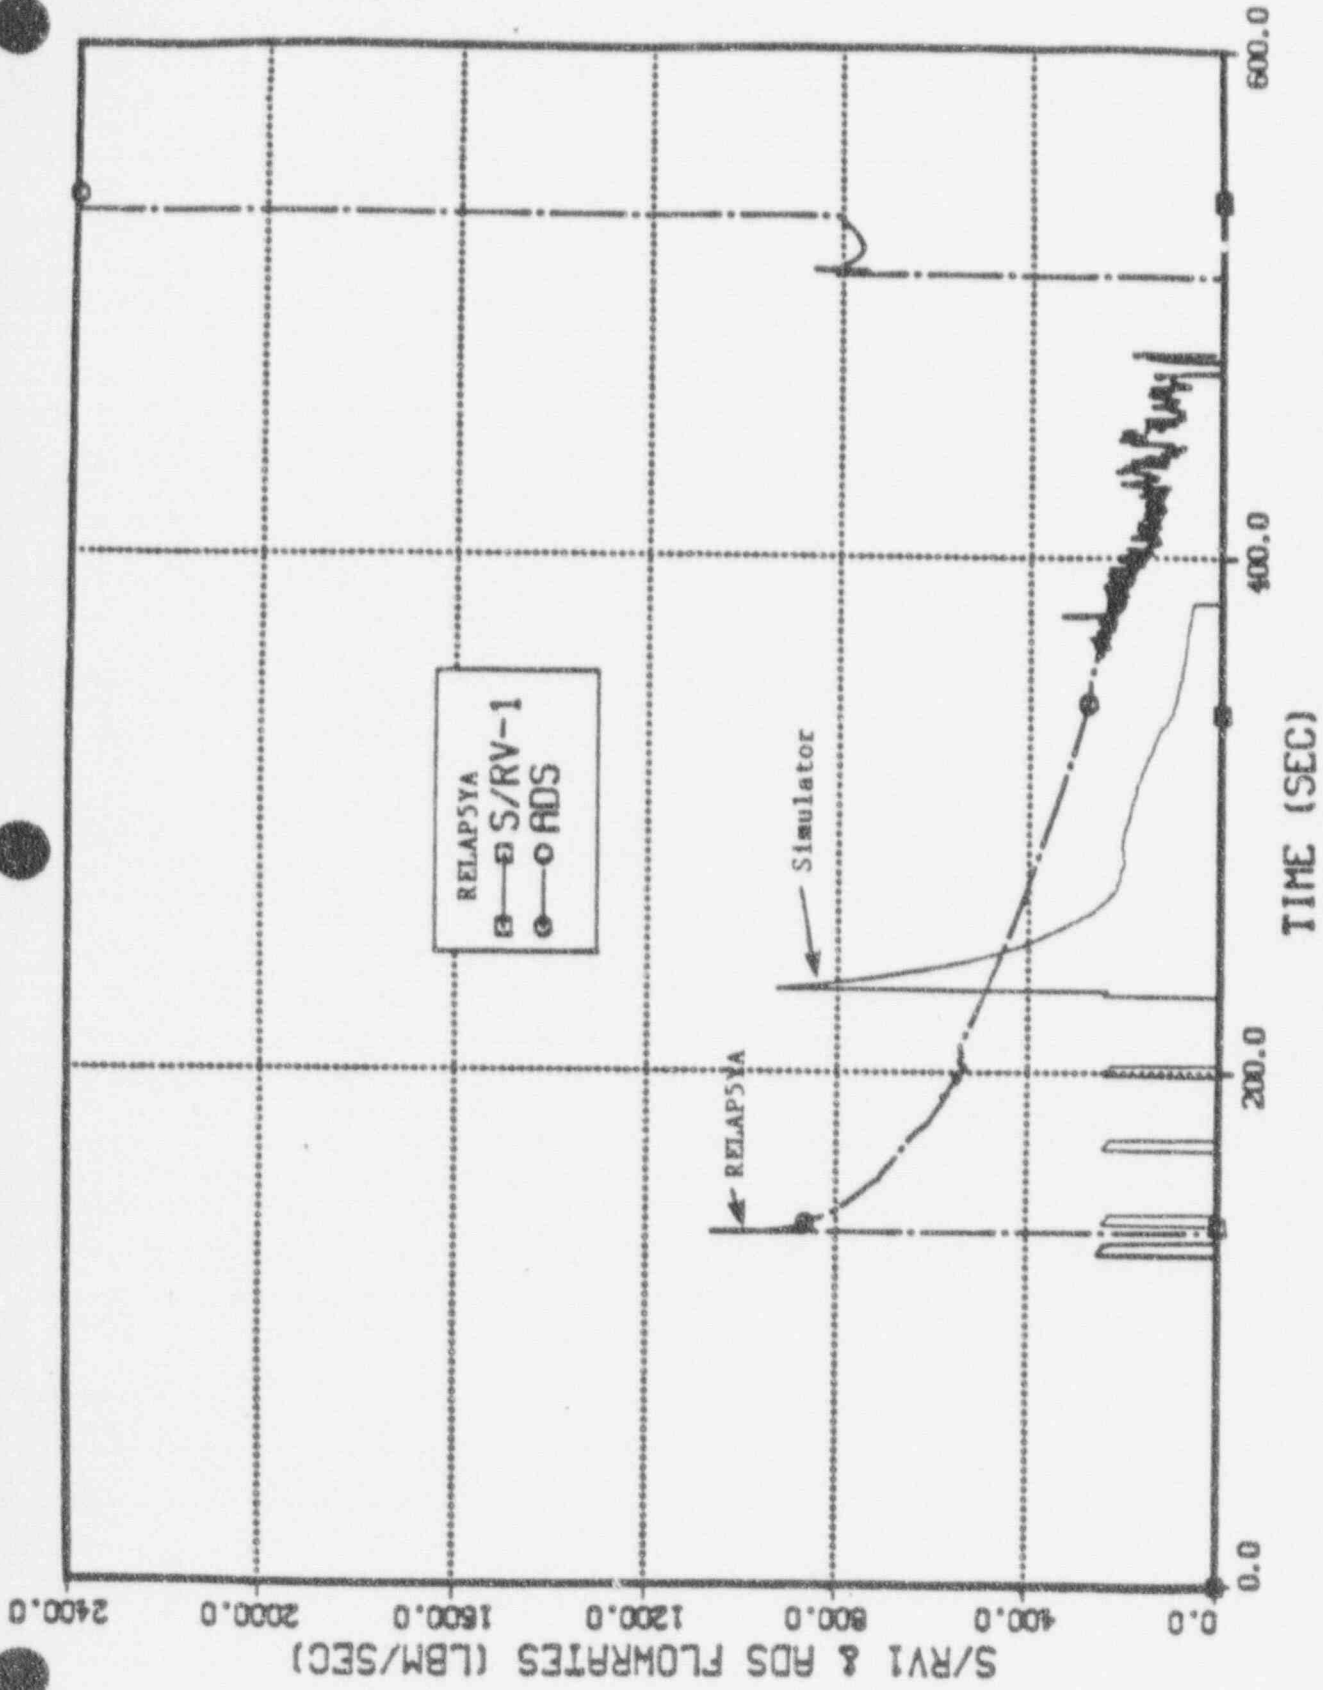 S/RV1 & ADS FLOWRATES (LBM/SEC)
2400.0
2000.0
1600.0
1200.0
800.0
400.0
0.0
RELAP5YA
S/RV-1
ADS
RELAP5YA
Simulator
0.0
200.0
400.0
600.0
TIME (SEC)